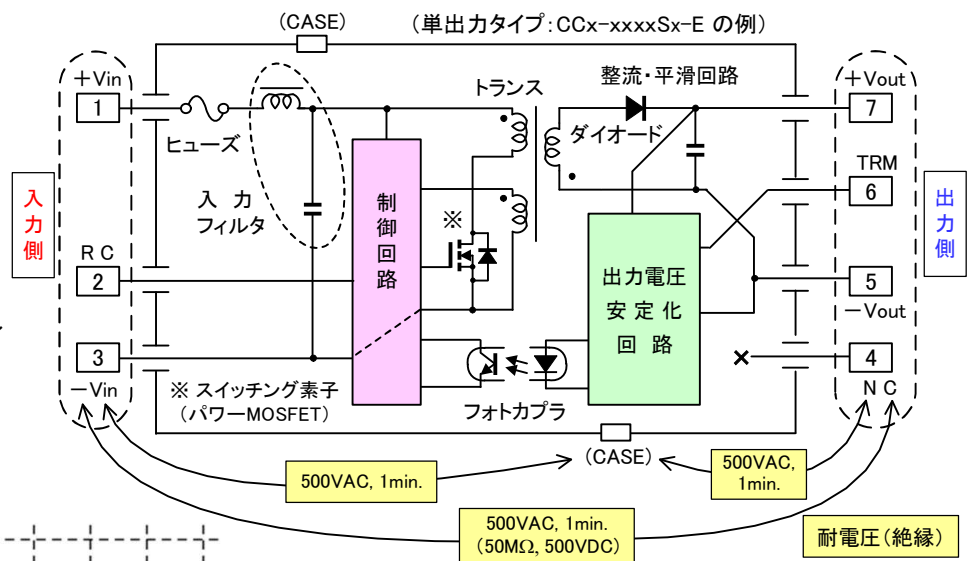 (CASE)
(単出力タイプ:CCx-xxxxSx-E の例)
+Vin
1
ヒューズ
入 力
フィルタ
トランス
整流・平滑回路
ダイオード
+Vout
7
TRM
6
入力側
RC
2
制御回路
※
出力電圧
安定化
回 路
5
-Vout
出力側
3
-Vin
※ スイッチング素子
(パワーMOSFET)
フォトカプラ
×
4
NC
(CASE)
500VAC, 1min.
500VAC,
1min.
500VAC, 1min.
(50MΩ, 500VDC)
耐電圧(絶縁)